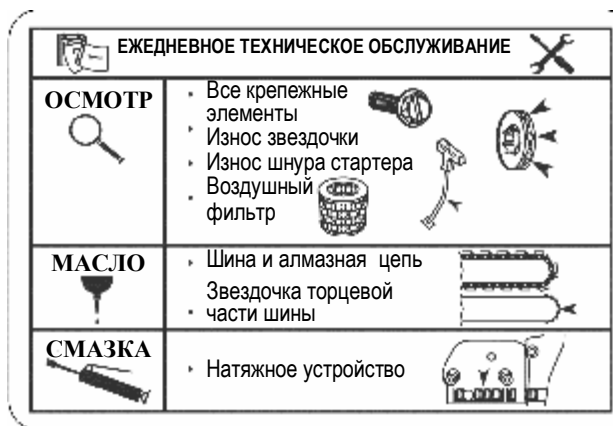 ЕЖЕДНЕВНОЕ ТЕХНИЧЕСКОЕ ОБСЛУЖИВАНИЕ
ОСМОТР
Все крепежные
элементы
Износ звездочки
Износ шнура стартера
Воздушный
фильтр
МАСЛО
Шина и алмазная цепь
Звездочка торцевой
части шины
СМАЗКА
Натяжное устройство